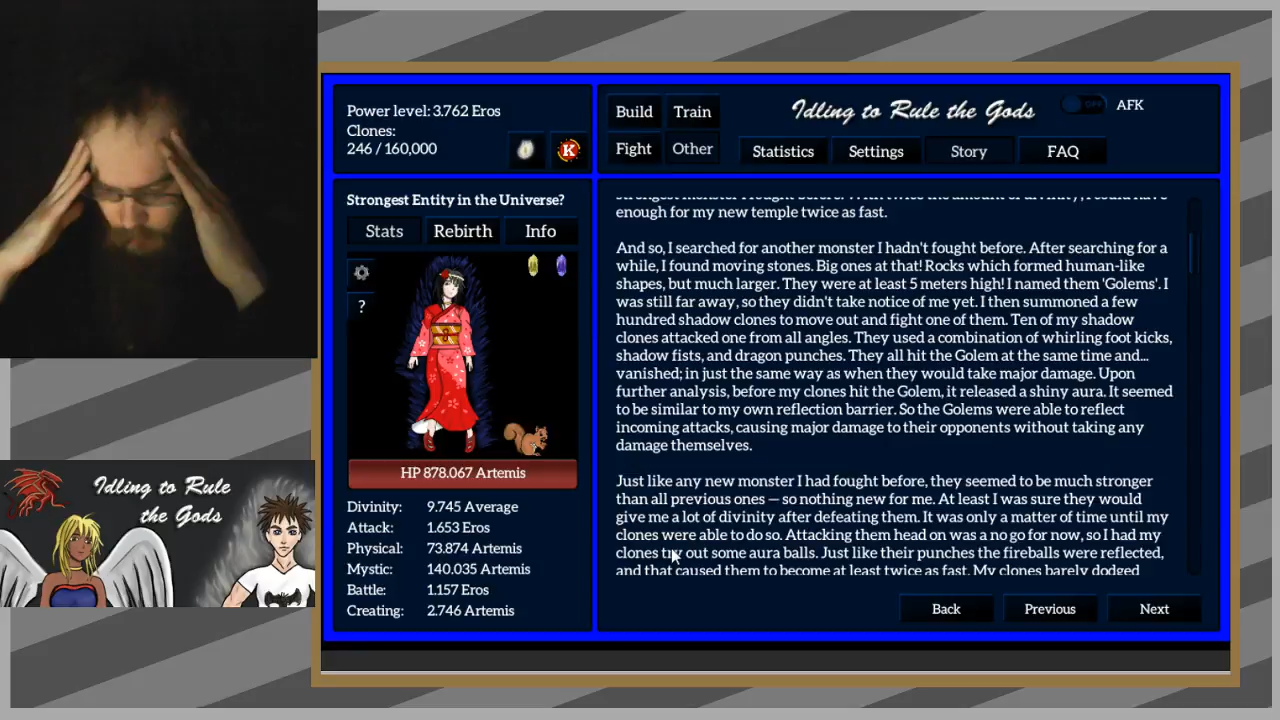 Power level: 3.762 Eros
Clones:
246 / 160,000
K
Build
Train
Fight
Other
Idling to Rule the Gods
OFF
AFK
Statistics
Settings
Story
FAQ
Strongest Entity in the Universe?
Stats
Rebirth
Info
?
HP 878.067 Artemis
Divinity: 9.745 Average
Attack: 1.653 Eros
Physical: 73.874 Artemis
Mystic: 140.035 Artemis
Battle: 1.157 Eros
Creating: 2.746 Artemis
enough for my new temple twice as fast.
And so, I searched for another monster I hadn't fought before. After searching for a
while, I found moving stones. Big ones at that! Rocks which formed human-like
shapes, but much larger. They were at least 5 meters high! I named them 'Golems'. I
was still far away, so they didn't take notice of me yet. I then summoned a few
hundred shadow clones to move out and fight one of them. Ten of my shadow
clones attacked one from all angles. They used a combination of whirling foot kicks,
shadow fists, and dragon punches. They all hit the Golem at the same time and...
vanished; in just the same way as when they would take major damage. Upon
further analysis, before my clones hit the Golem, it released a shiny aura. It seemed
to be similar to my own reflection barrier. So the Golems were able to reflect
incoming attacks, causing major damage to their opponents without taking any
damage themselves.
Just like any new monster I had fought before, they seemed to be much stronger
than all previous ones — so nothing new for me. At least I was sure they would
give me a lot of divinity after defeating them. It was only a matter of time until my
clones were able to do so. Attacking them head on was a no go for now, so I had my
clones try out some aura balls. Just like their punches the fireballs were reflected,
and that caused them to become at least twice as fast. My clones barely dodged
Back
Previous
Next
Idling to Rule
the Gods